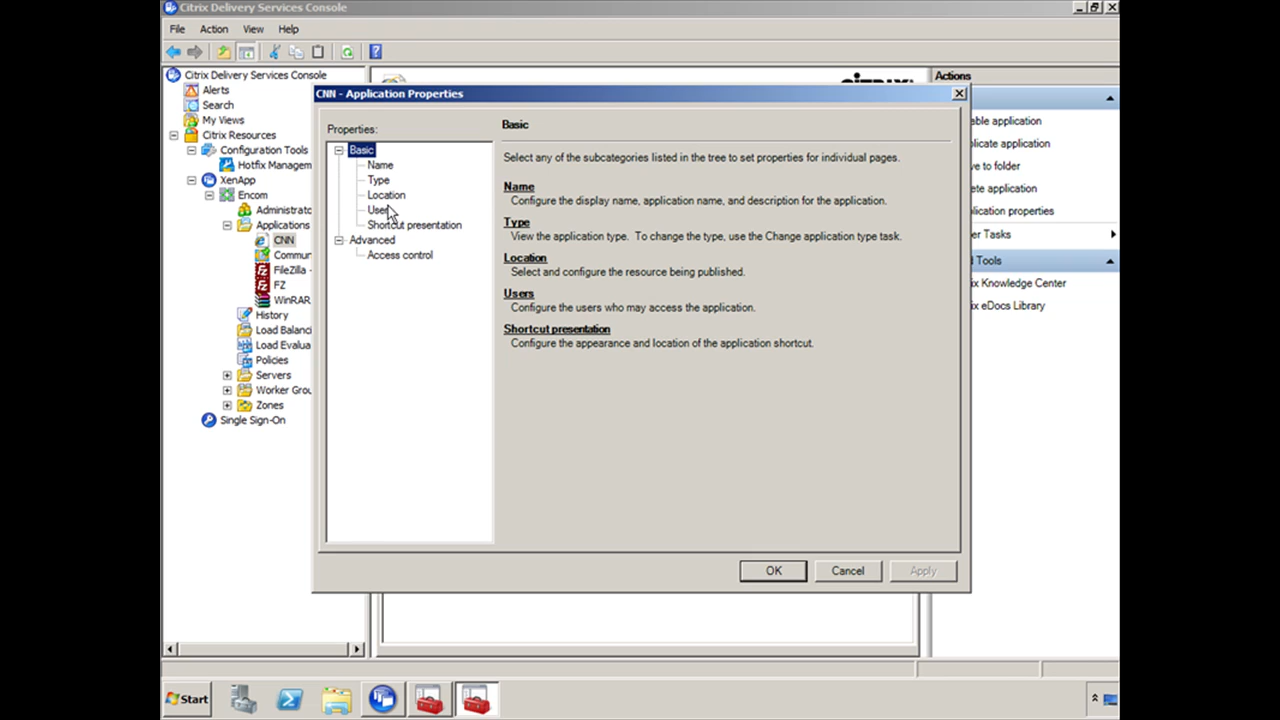 Citrix Delivery Services Console
File Action View Help
Citrix Delivery Services Console
Alerts
Search
My Views
Citrix Resources
Configuration Tools
Hotfix Managem
XenApp
Encom
Administrato
Applications
CNN
Commun
FileZilla -
FZ
WinRAR
History
Load Balanci
Load Evalua
Policies
Servers
Worker Grou
Zones
Single Sign-On
CNN - Application Properties
Properties:
Basic
Name
Type
Location
User
Shortcut presentation
Advanced
Access control
Basic
Select any of the subcategories listed in the tree to set properties for individual pages.
Name
Configure the display name, application name, and description for the application.
Type
View the application type. To change the type, use the Change application type task.
Location
Select and configure the resource being published.
Users
Configure the users who may access the application.
Shortcut presentation
Configure the appearance and location of the application shortcut.
OK Cancel Apply
Actions
able application
plicate application
ve to folder
ete application
plication properties
er Tasks
d Tools
ix Knowledge Center
ix eDocs Library
Start